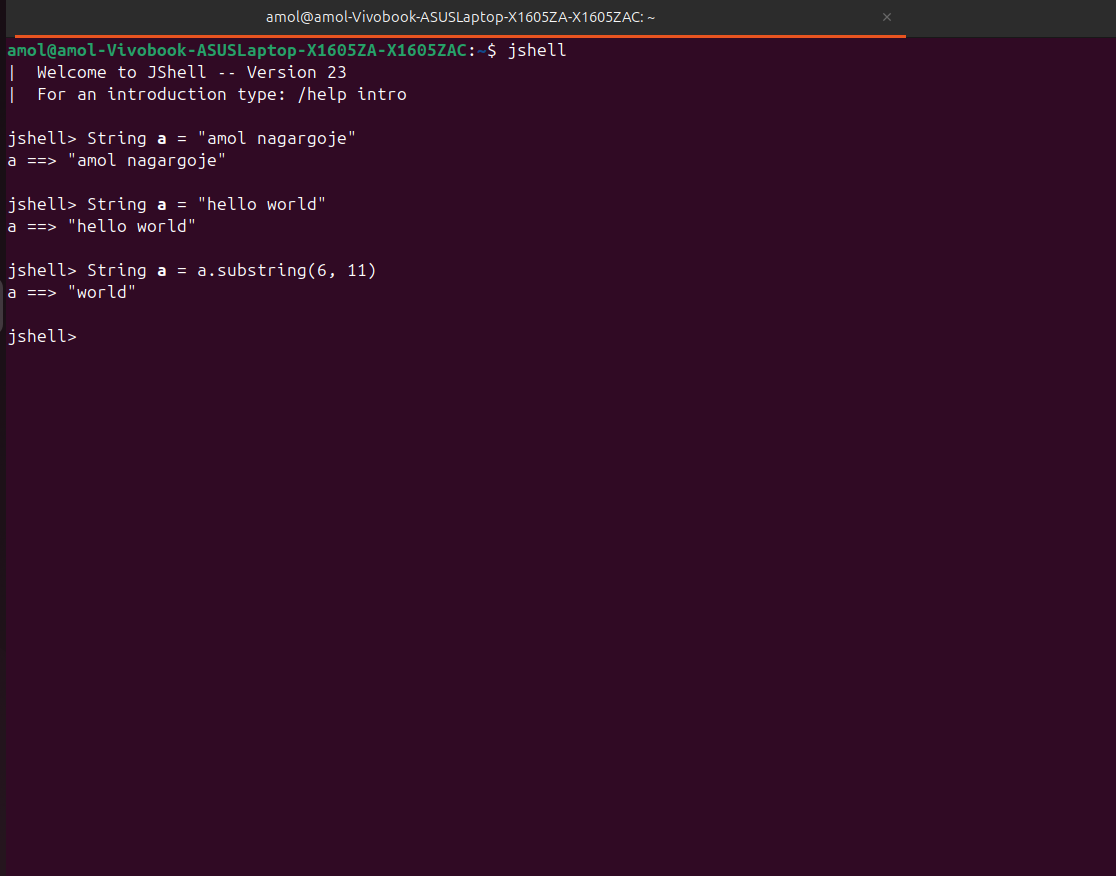 amol@amol-Vivobook-ASUSLaptop-X1605ZA-X1605ZAC: ~ ×
amol@amol-Vivobook-ASUSLaptop-X1605ZA-X1605ZAC:~$ jshell
|  Welcome to JShell -- Version 23
|  For an introduction type: /help intro
jshell> String a = "amol nagargoje"
a ==> "amol nagargoje"
jshell> String a = "hello world"
a ==> "hello world"
jshell> String a = a.substring(6, 11)
a ==> "world"
jshell>